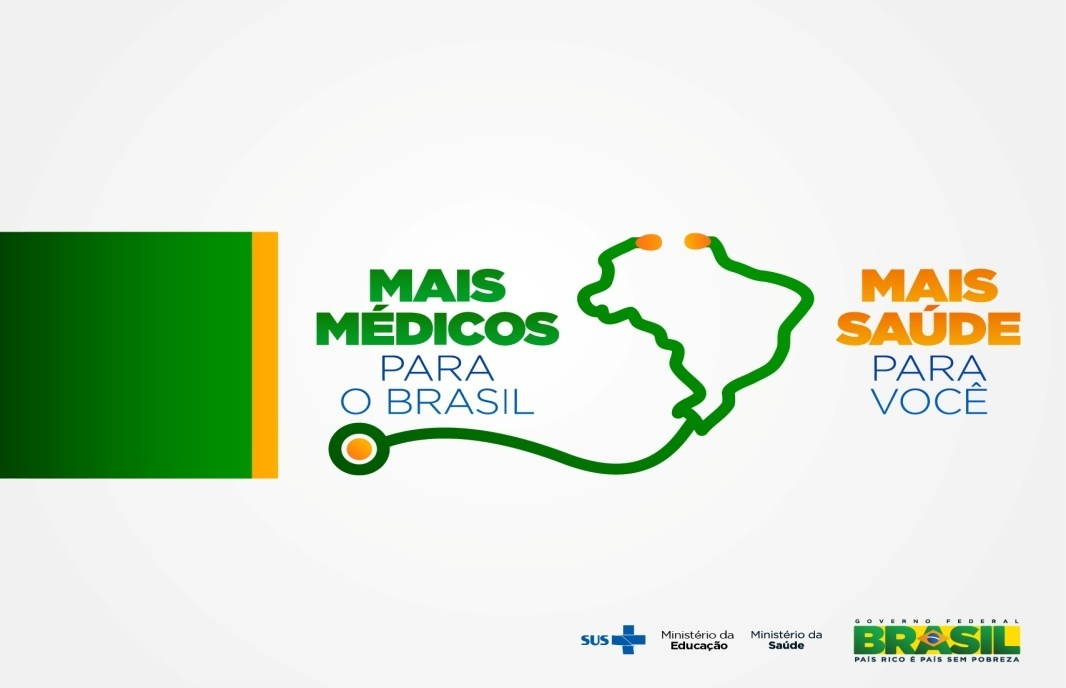 MAIS
MÉDICOS
PARA
O BRASIL
MAIS
SAÚDE
PARA
VOCÊ
SUS
Ministério da
Educação
Ministério da
Saúde
GOVERNO FEDERAL
BRASIL
PAÍS RICO É PAÍS SEM POBREZA